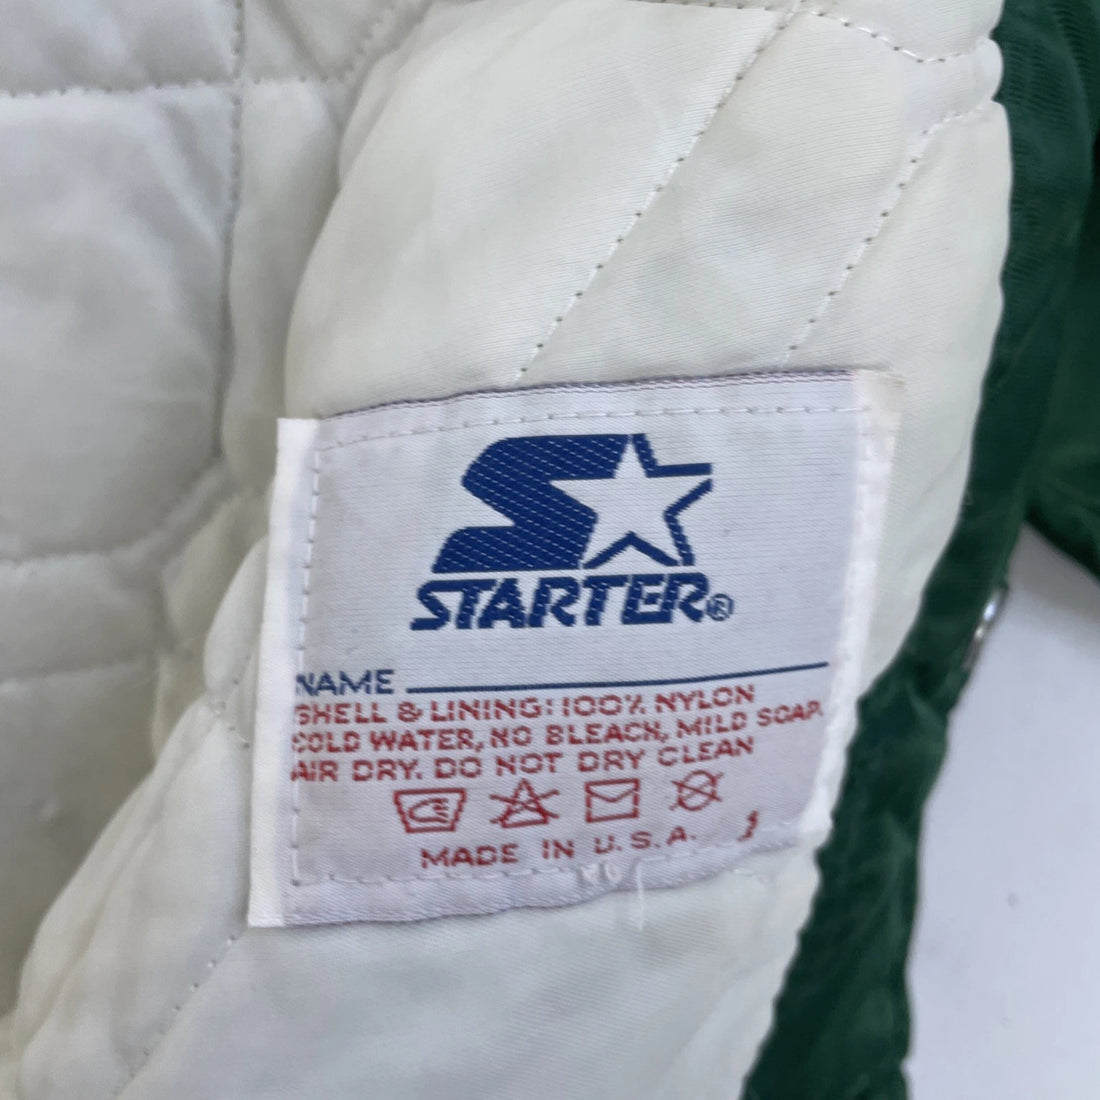 STARTER®
NAME
SHELL & LINING: 100% NYLON
COLD WATER, NO BLEACH, MILD SOAP.
AIR DRY. DO NOT DRY CLEAN
MADE IN U.S.A. 1